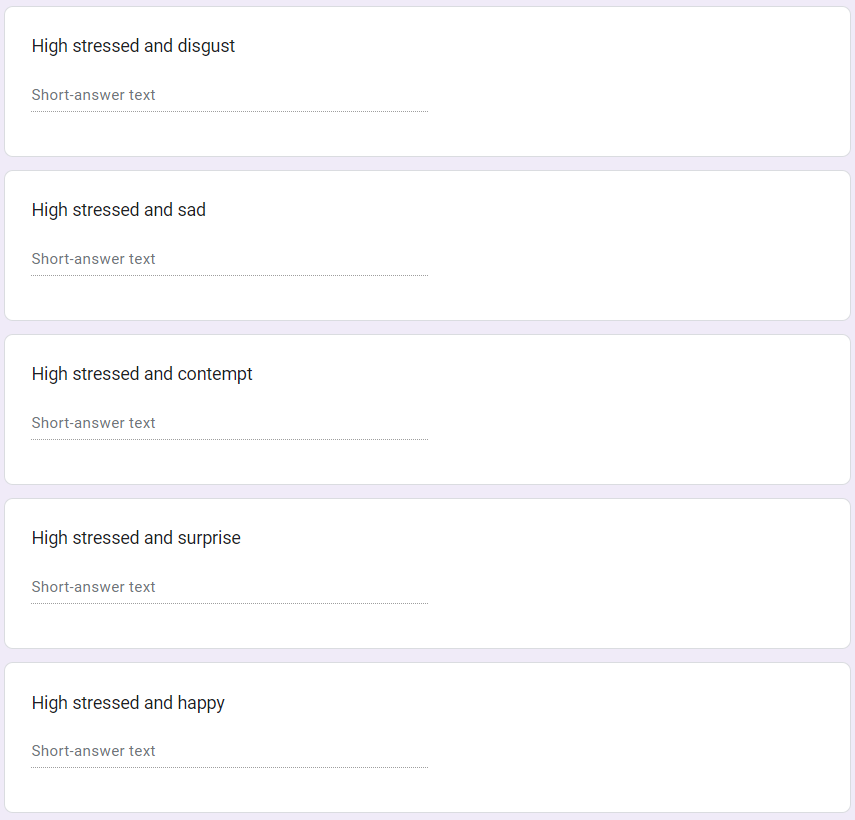 High stressed and disgust
Short-answer text
High stressed and sad
Short-answer text
High stressed and contempt
Short-answer text
High stressed and surprise
Short-answer text
High stressed and happy
Short-answer text